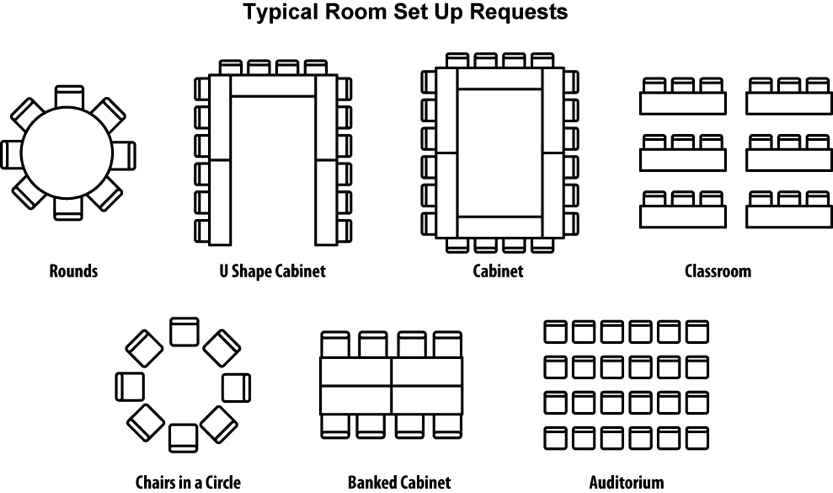 Typical Room Set Up Requests
Rounds
U Shape Cabinet
Cabinet
Classroom
Chairs in a Circle
Banked Cabinet
Auditorium